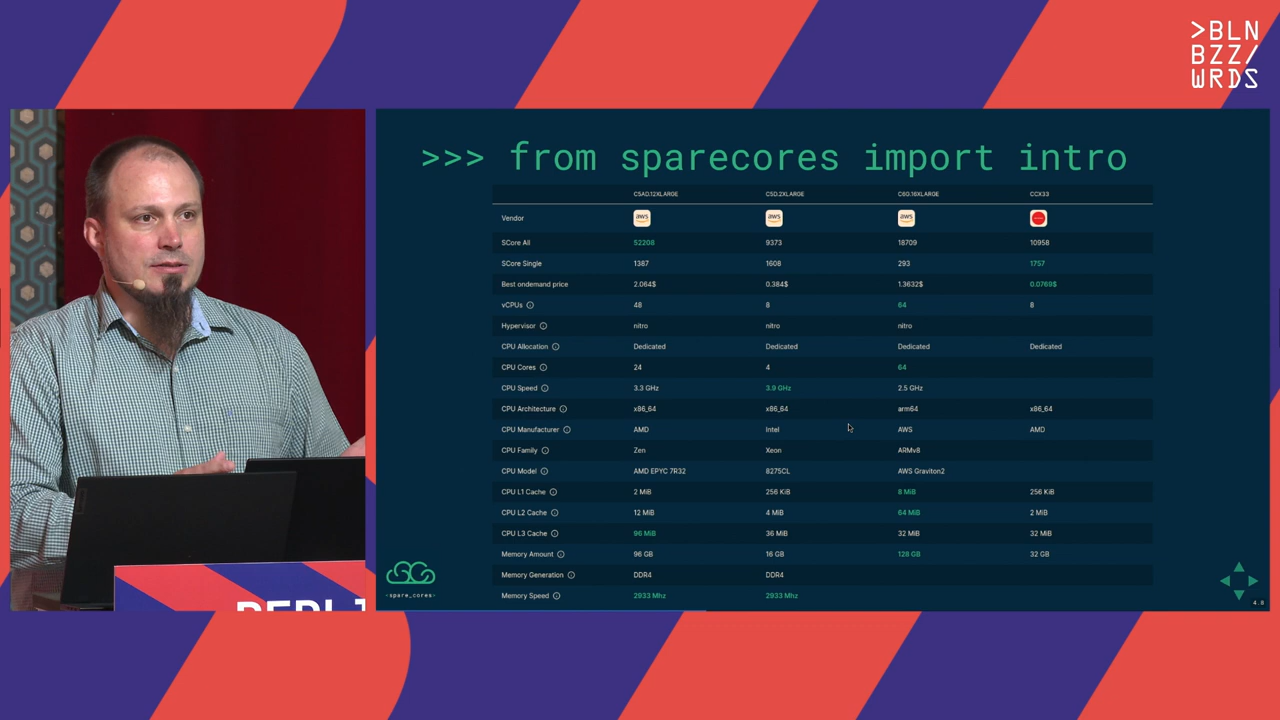 >BLN
BZZ/
WRDS
>>> from sparecores import intro
C5AD.12XLARGE C5D.2XLARGE C6G.16XLARGE CCX33
Vendor aws aws aws
SCore All 52206 9373 18709 10958
SCore Single 1387 1608 293 1757
Best ondemand price 2.064$ 0.384$ 1.3632$ 0.0769$
vCPUs 48 8 64 8
Hypervisor nitro nitro nitro
CPU Allocation Dedicated Dedicated Dedicated Dedicated
CPU Cores 24 4 64
CPU Speed 3.3 GHz 3.9 GHz 2.5 GHz
CPU Architecture x86_64 x86_64 arm64 x86_64
CPU Manufacturer AMD Intel AWS AMD
CPU Family Zen Xeon ARMv8
CPU Model AMD EPYC 7R32 8275CL AWS Graviton2
CPU L1 Cache 2 MiB 256 KiB 8 MiB 256 KiB
CPU L2 Cache 12 MiB 4 MiB 64 MiB 2 MiB
CPU L3 Cache 96 MiB 36 MiB 32 MiB 32 MiB
Memory Amount 96 GB 16 GB 128 GB 32 GB
Memory Generation DDR4 DDR4
Memory Speed 2933 Mhz 2933 Mhz
<spare_cores>
4.8